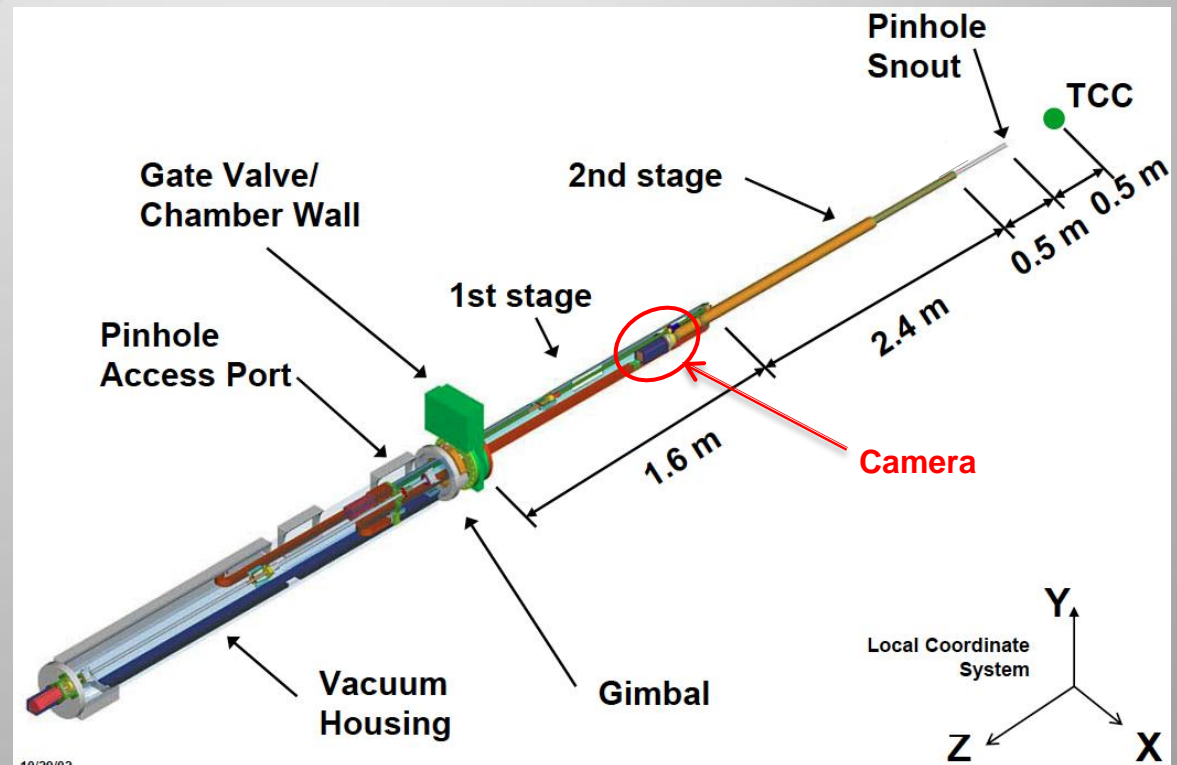 Pinhole
Snout
TCC
Gate Valve/
Chamber Wall
2nd stage
0.5 m
0.5 m
1st stage
2.4 m
Pinhole
Access Port
1.6 m
Camera
Y
Local Coordinate
System
Vacuum
Housing
Gimbal
Z
X